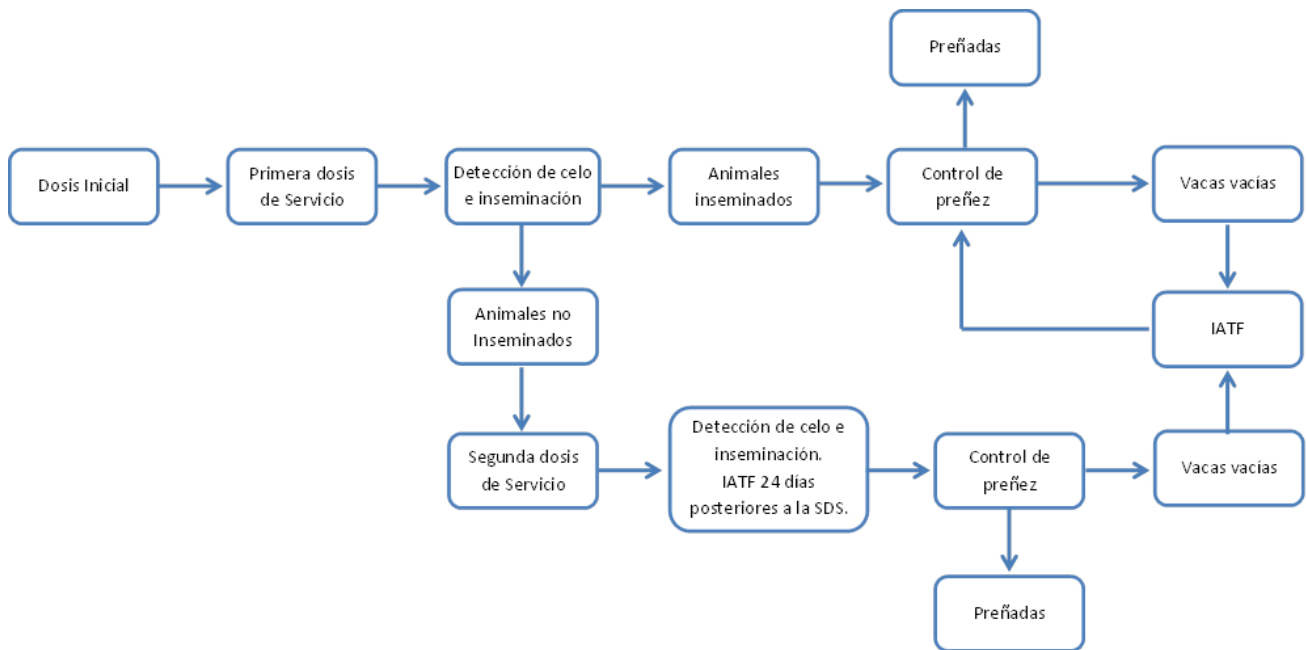 Preñadas
Dosis Inicial
Primera dosis
de Servicio
Detección de celo
e inseminación
Animales
inseminados
Control de
preñez
Vacas vacías
Animales no
Inseminados
IATF
Segunda dosis
de Servicio
Detección de celo e
inseminación.
IATF 24 días
posteriores a la SDS.
Control de
preñez
Vacas vacías
Preñadas